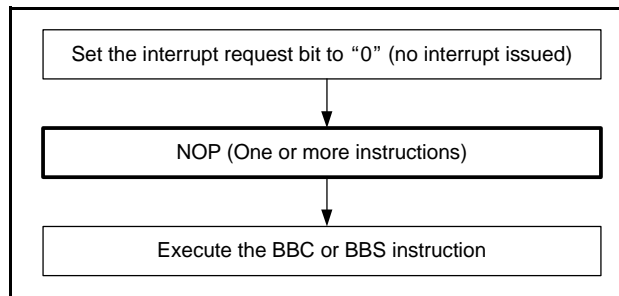 Set the interrupt request bit to “0” (no interrupt issued)
NOP (One or more instructions)
Execute the BBC or BBS instruction